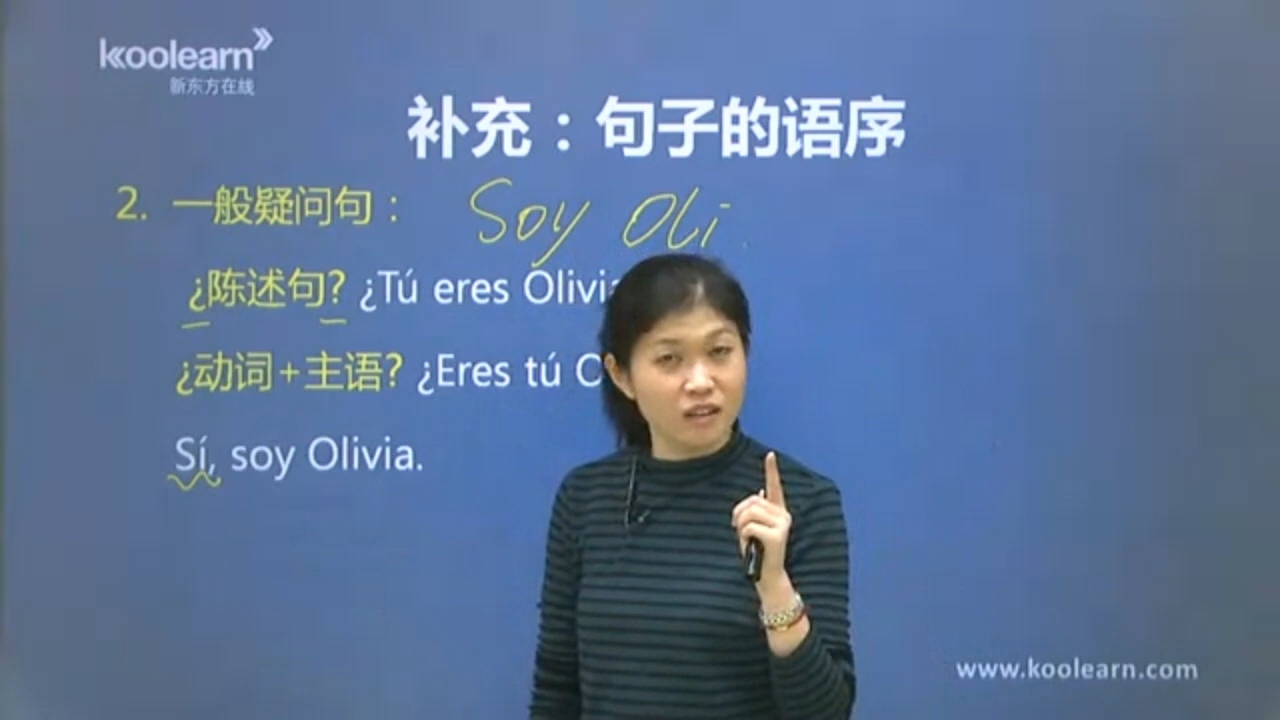 koolearn
新东方在线
补充：句子的语序
2. 一般疑问句： Soy Oli
¿陈述句? ¿Tú eres Olivia
¿动词+主语? ¿Eres tú
Sí, soy Olivia.
www.koolearn.com